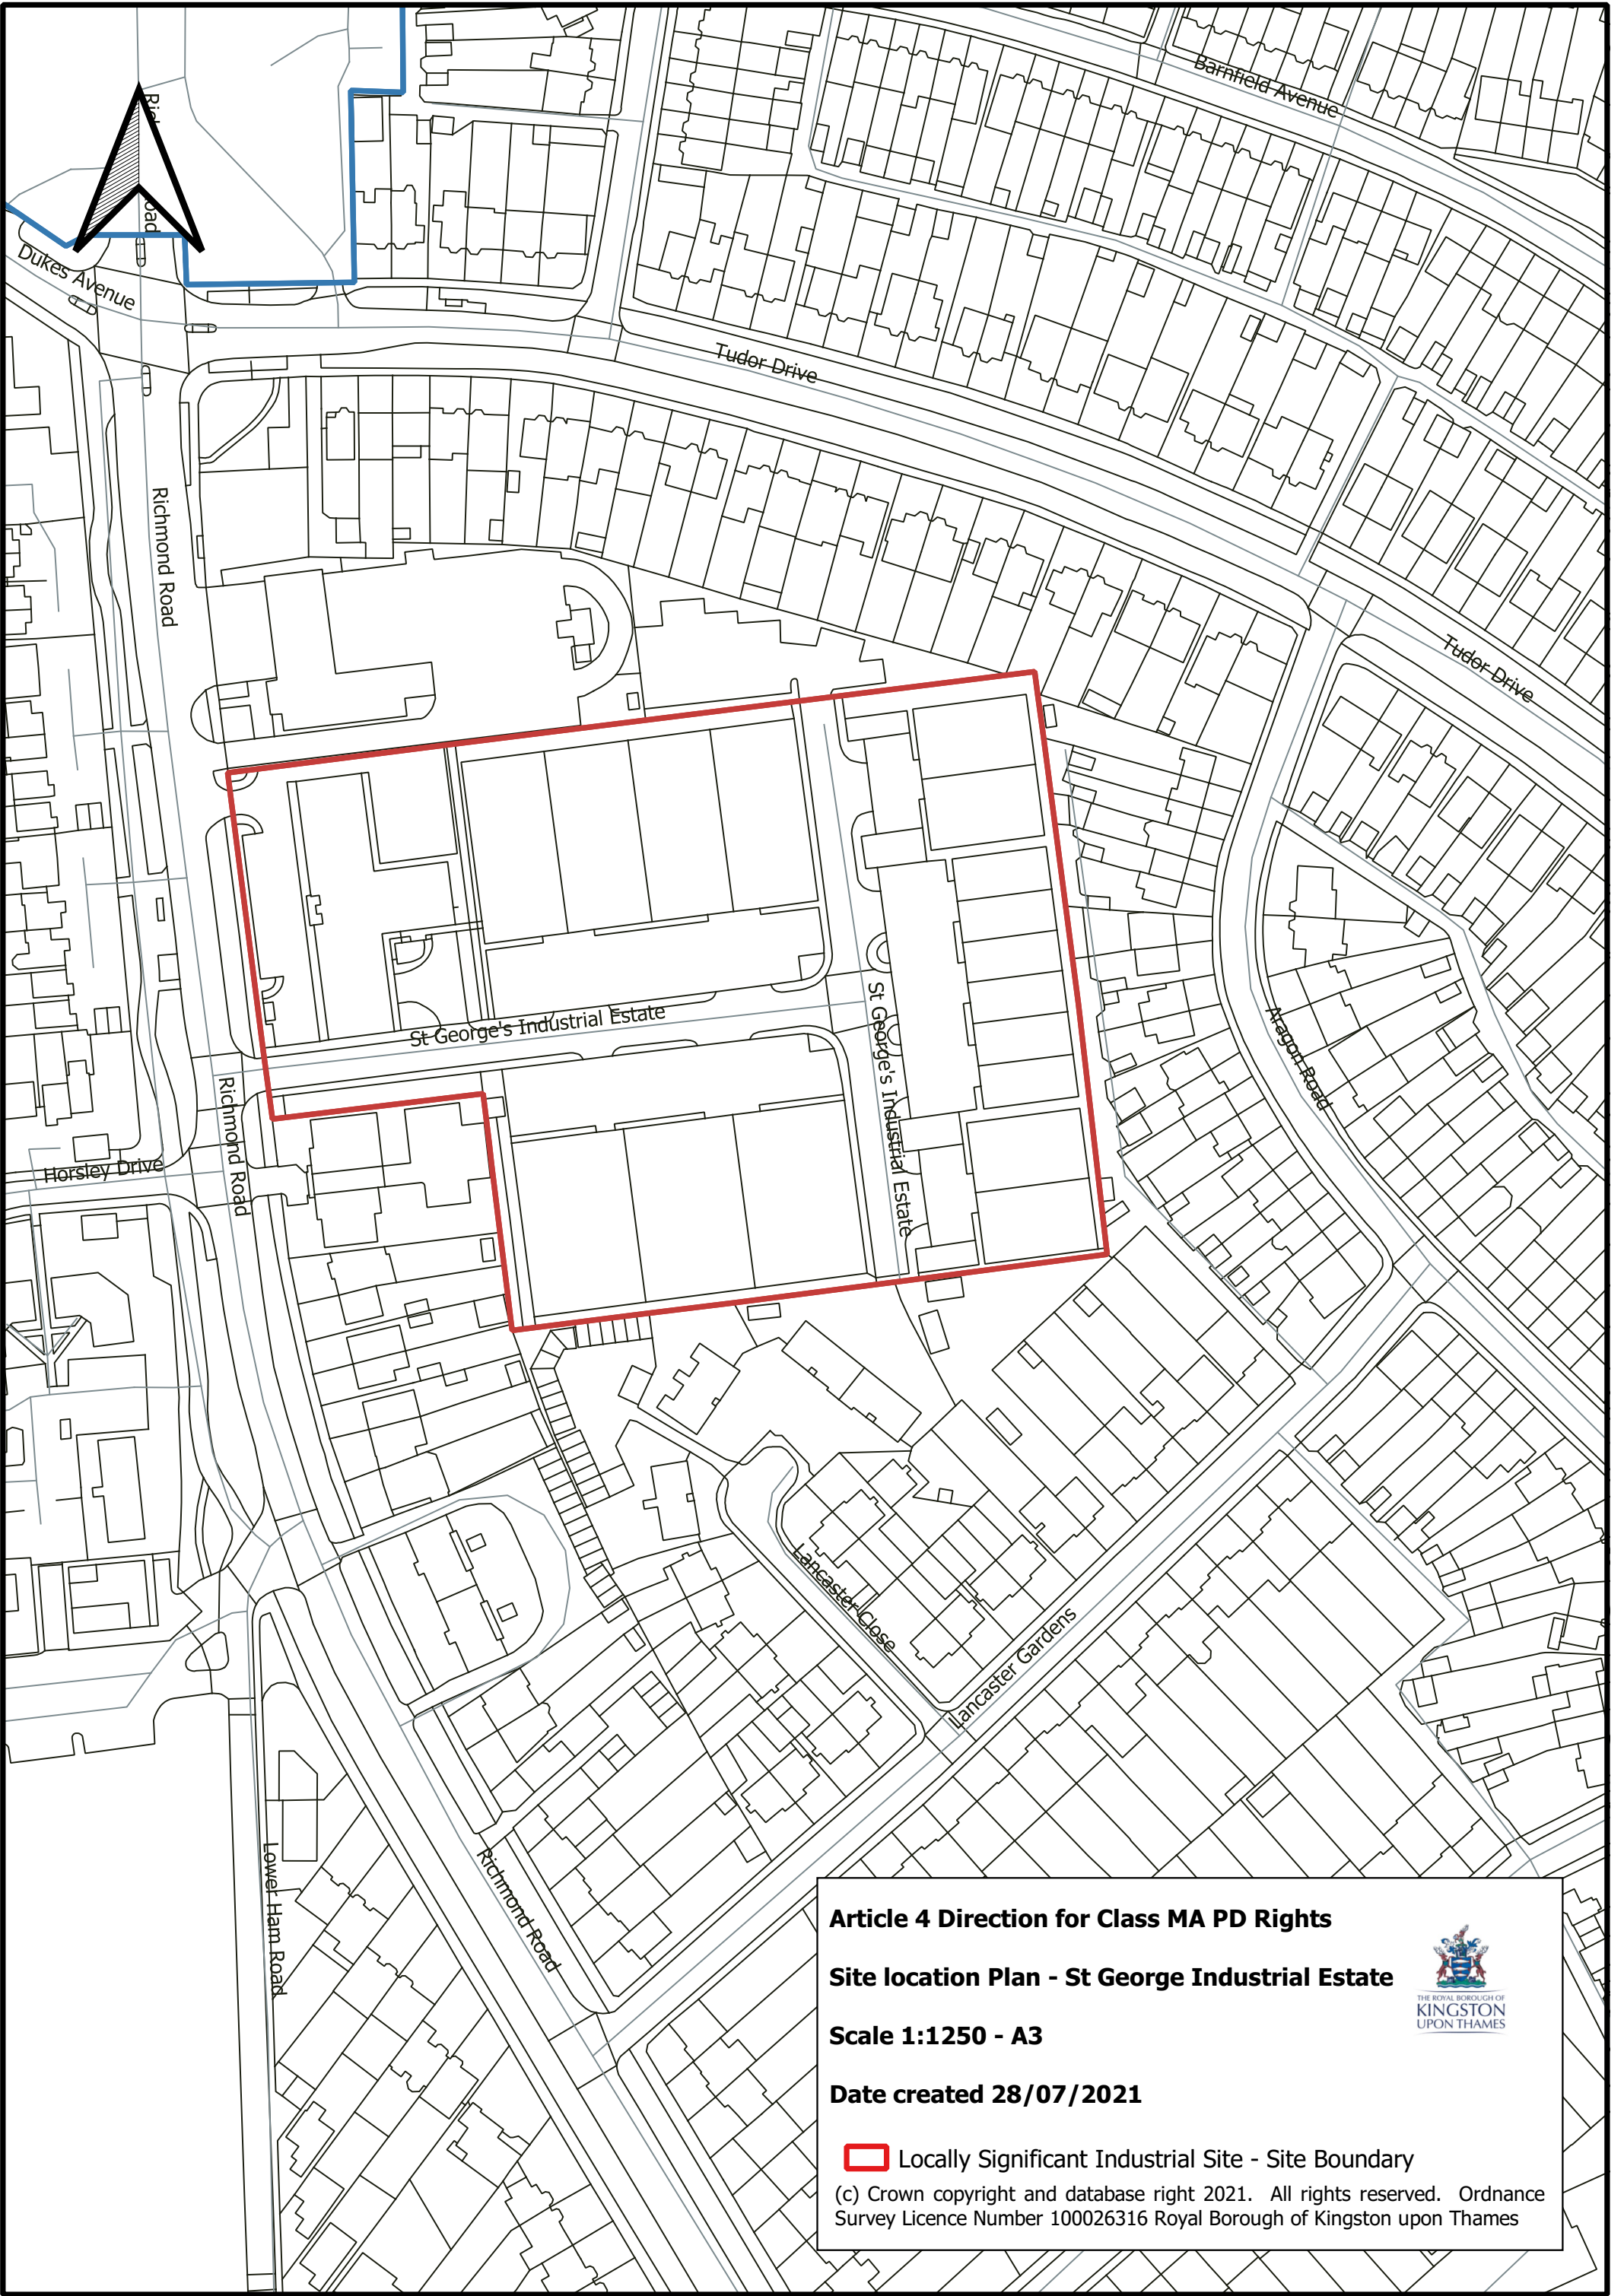 Barnfield Avenue
Dukes Avenue
Tudor Drive
Richmond Road
Tudor Drive
St George's Industrial Estate
St George's Industrial Estate
Aragon Road
Richmond Road
Horsley Drive
Lancaster Close
Lancaster Gardens
Lower Ham Road
Richmond Road
Article 4 Direction for Class MA PD Rights
Site location Plan - St George Industrial Estate
THE ROYAL BOROUGH OF
KINGSTON
UPON THAMES
Scale 1:1250 - A3
Date created 28/07/2021
Locally Significant Industrial Site - Site Boundary
(c) Crown copyright and database right 2021. All rights reserved. Ordnance
Survey Licence Number 100026316 Royal Borough of Kingston upon Thames